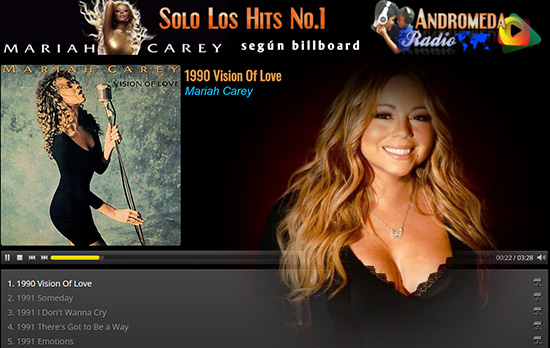 SOLO LOS HITS NO.1
MARIAH CAREY según billboard
ANDROMEDA
Radio
MARIAH CAREY
VISION OF LOVE
1990 Vision Of Love
Mariah Carey
00:22 / 03:28
1. 1990 Vision Of Love
2. 1991 Someday
3. 1991 I Don't Wanna Cry
4. 1991 There's Got to Be a Way
5. 1991 Emotions